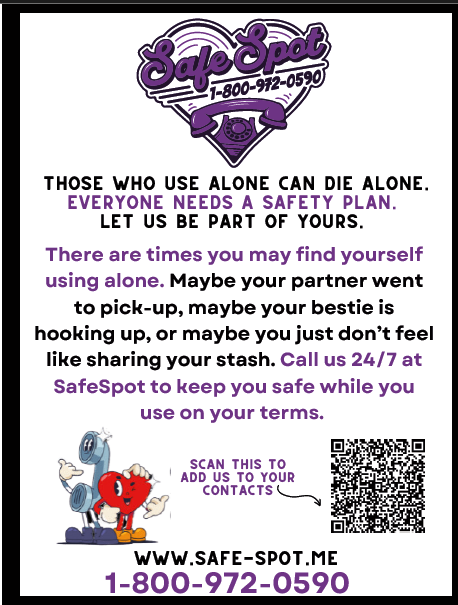 Safe Spot
1-800-972-0590
THOSE WHO USE ALONE CAN DIE ALONE.
EVERYONE NEEDS A SAFETY PLAN.
LET US BE PART OF YOURS.
There are times you may find yourself
using alone. Maybe your partner went
to pick-up, maybe your bestie is
hooking up, or maybe you just don't feel
like sharing your stash. Call us 24/7 at
SafeSpot to keep you safe while you
use on your terms.
SCAN THIS TO
ADD US TO YOUR
CONTACTS
WWW.SAFE-SPOT.ME
1-800-972-0590